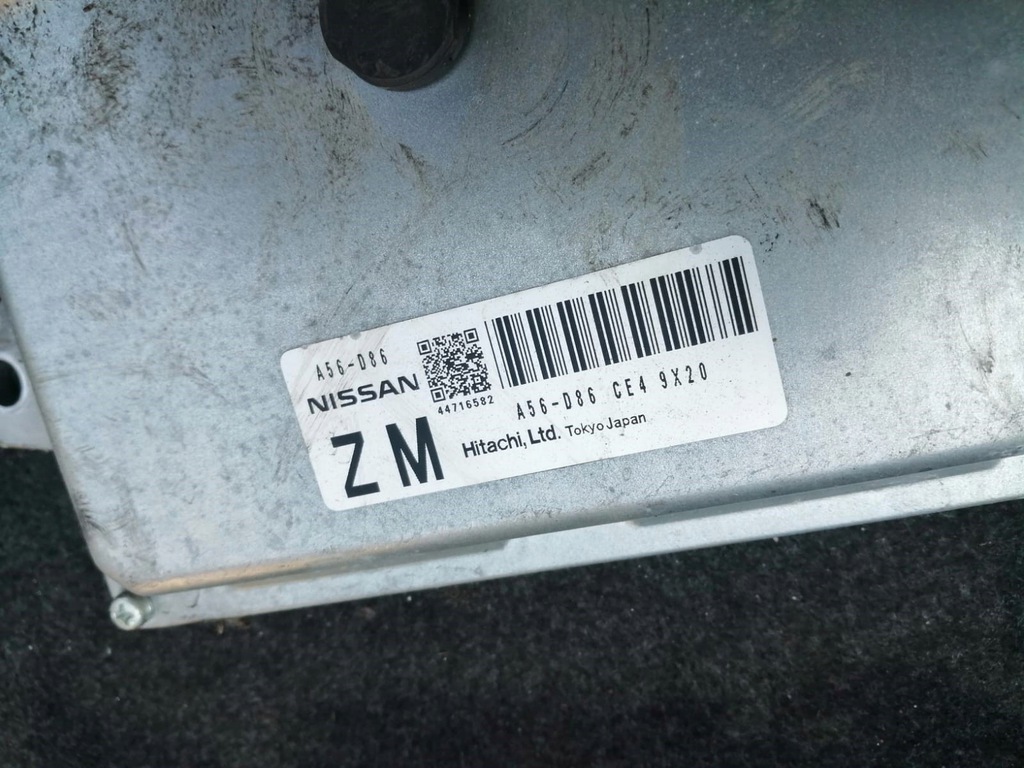 A56-D86
NISSAN
44716582
ZM
A56-D86 CE4 9X20
Hitachi, Ltd. Tokyo Japan